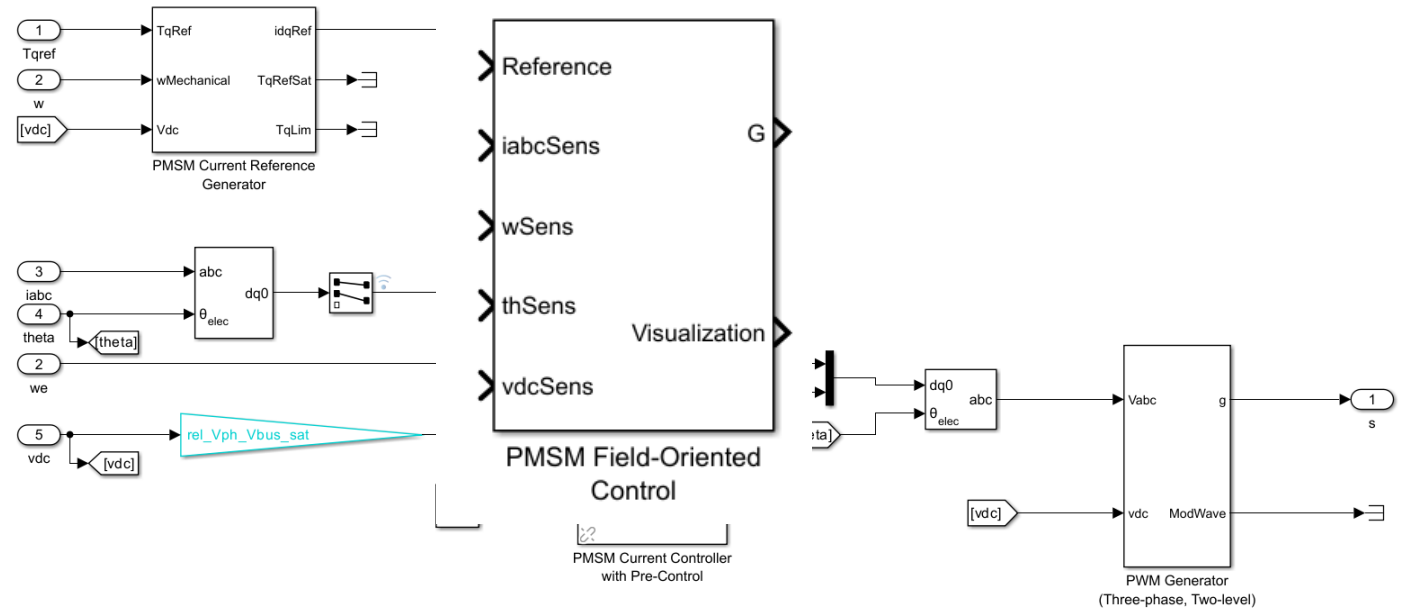 1
Tqref
2
w
[vdc]
TqRef
wMechanical
Vdc
idqRef
TqRefSat
TqLim
PMSM Current Reference
Generator
3
iabc
4
theta
[theta]
2
we
5
vdc
[vdc]
abc
θelec
dq0
rel_Vph_Vbus_sat
Reference
iabcSens
wSens
thSens
vdcSens
G
Visualization
PMSM Field-Oriented
Control
PMSM Current Controller
with Pre-Control
eta]
dq0
θelec
abc
[vdc]
Vabc
vdc
g
ModWave
PWM Generator
(Three-phase, Two-level)
1
s